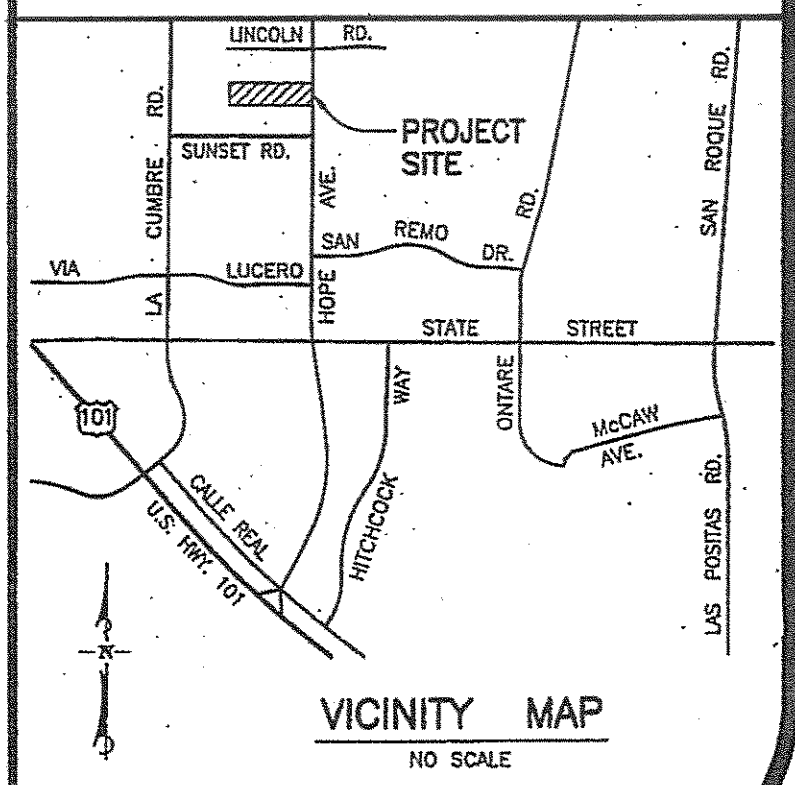 LINCOLN RD.
LA CUMBRE RD.
SUNSET RD.
PROJECT
SITE
HOPE AVE.
SAN REMO DR.
ONTARE RD.
SAN ROQUE RD.
VIA LUCERO
STATE STREET
101
McCAW
AVE.
CALLE REAL
U.S. HWY. 101
HITCHCOCK WAY
LAS POSITAS RD.
N
VICINITY MAP
NO SCALE